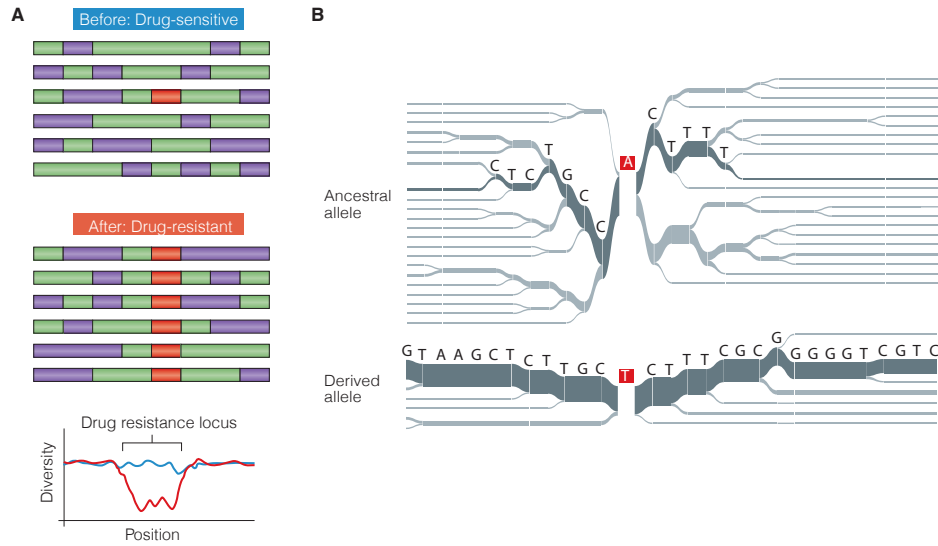 A
Before: Drug-sensitive
After: Drug-resistant
Drug resistance locus
Diversity
Position
B
Ancestral
allele
C T C T G C C A C T T T T
Derived
allele
G T A A G C T C T T G C T C T T T C G C G G G G G T C G T C